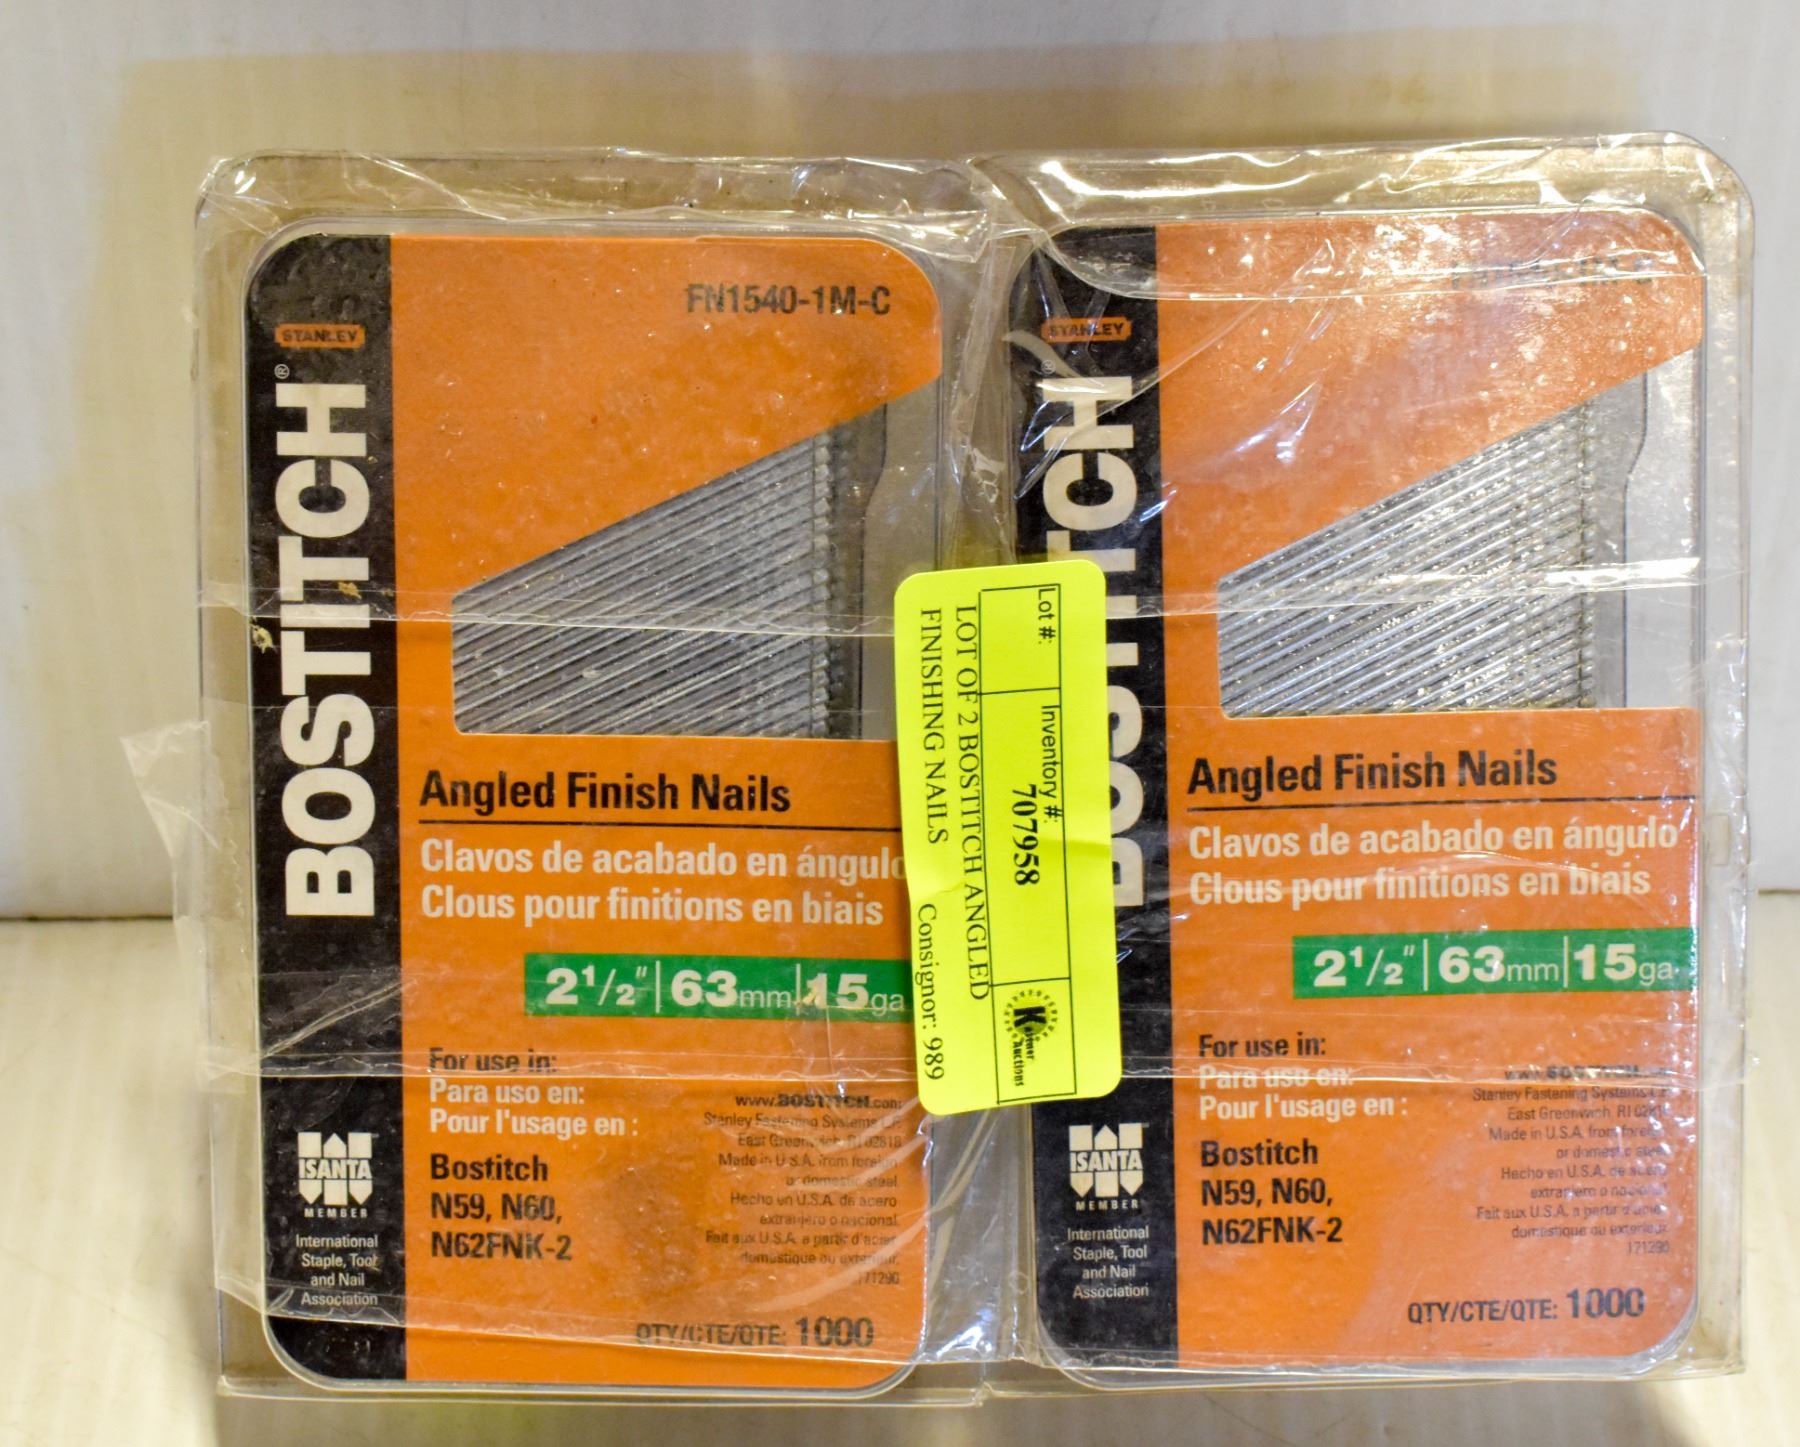 STANLEY
BOSTITCH®
FN1540-1M-C
Angled Finish Nails
Clavos de acabado en ángulo
Clous pour finitions en biais
2 1/2" | 63mm | 15ga
For use in:
Para uso en:
Pour l'usage en :
Bostitch
N59, N60,
N62FNK-2
www.BOSTITCH.com
Stanley Fastening Systems L.P.
East Greenwich, RI 02818
Made in U.S.A. from foreign
or domestic steel.
Hecho en U.S.A. de acero
extranjero o nacional.
Fait aux U.S.A. a partir d'acier
domestique ou exterieur.
171290
QTY/CTE/QTE: 1000
ISANTA
MEMBER
International
Staple, Tool
and Nail
Association
Lot #:
Inventory #:
707958
LOT OF 2 BOSTITCH ANGLED
FINISHING NAILS
Consignor: 989
Auctions
STANLEY
BOSTITCH
Angled Finish Nails
Clavos de acabado en ángulo
Clous pour finitions en biais
2 1/2" | 63mm | 15ga
For use in:
Para uso en:
Pour l'usage en :
Bostitch
N59, N60,
N62FNK-2
www.BOSTITCH
Stanley Fastening Systems L.P.
East Greenwich, RI
Made in U.S.A. from foreign
or domestic steel.
Hecho en U.S.A. de acero
extranjero o nacional.
Fait aux U.S.A. a partir d'acier
domestique ou exterieur.
171290
QTY/CTE/QTE: 1000
ISANTA
MEMBER
International
Staple, Tool
and Nail
Association